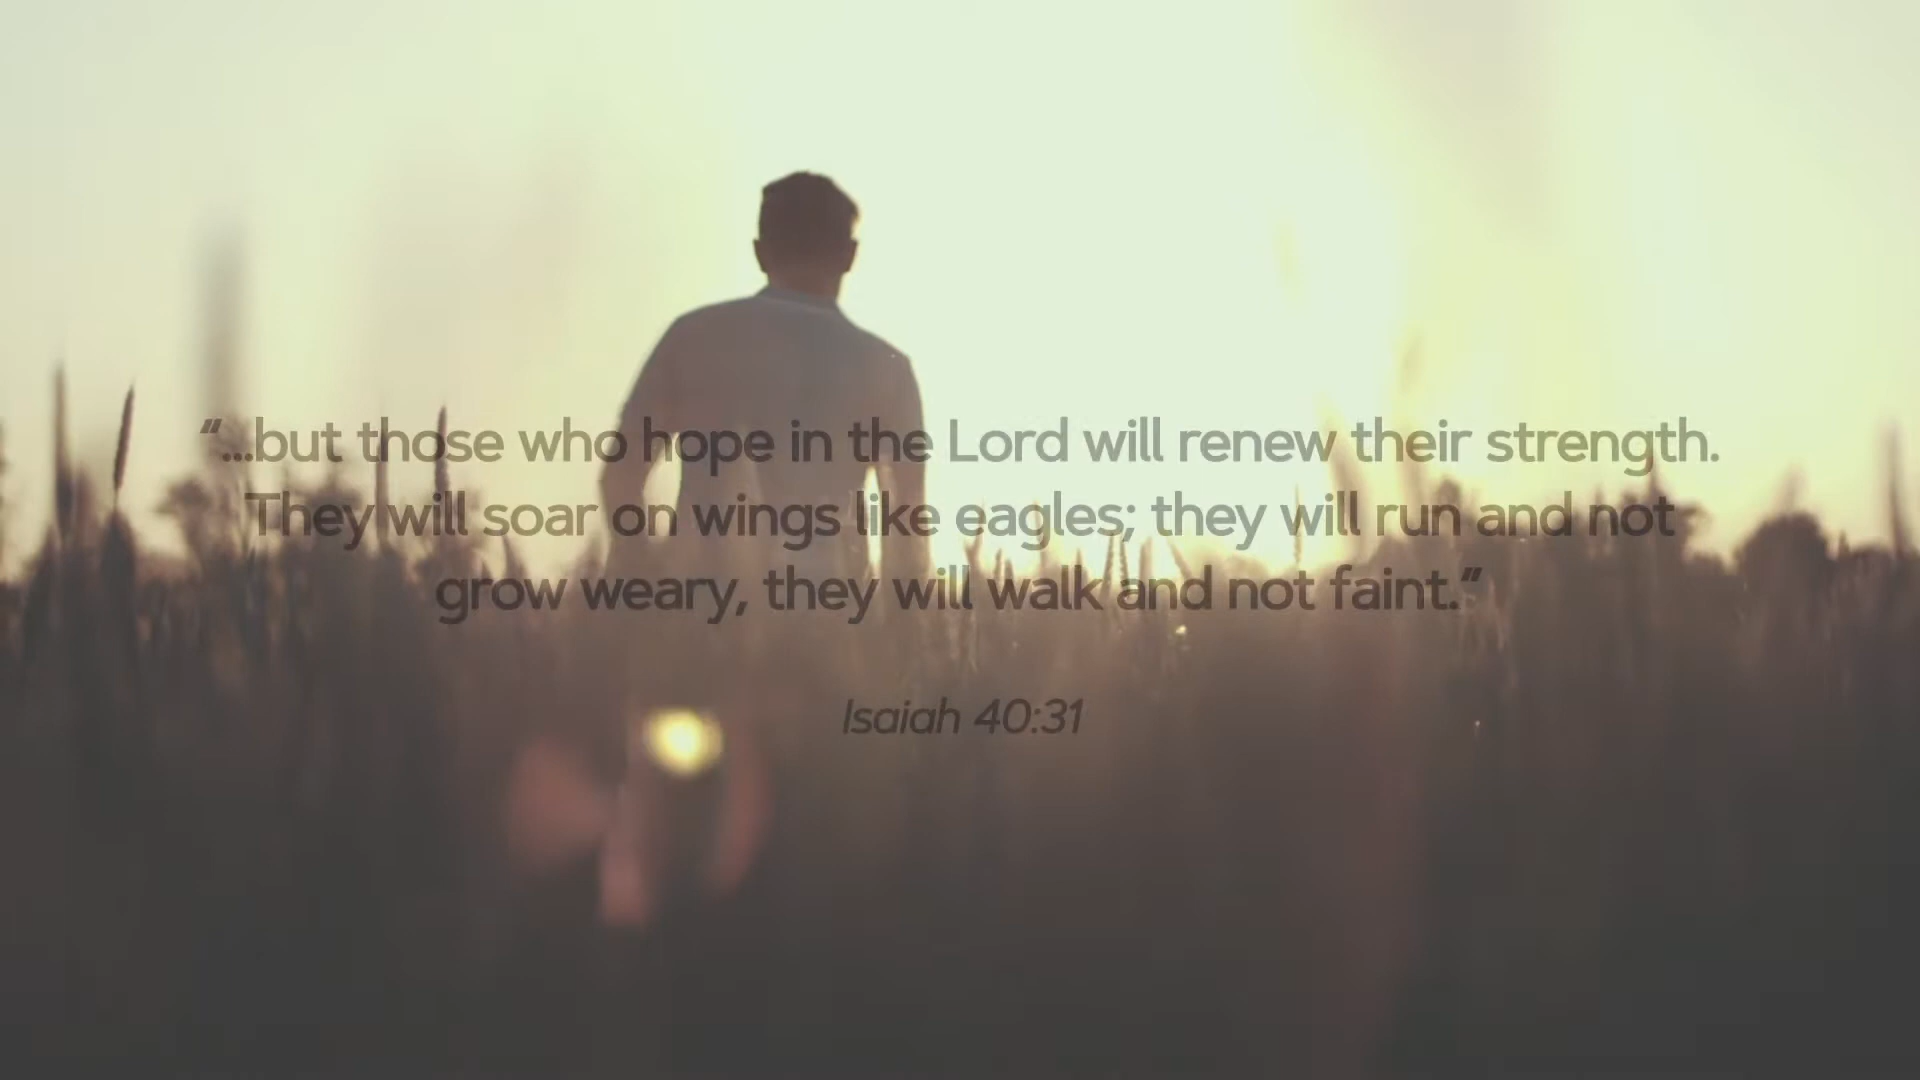 “...but those who hope in the Lord will renew their strength.
They will soar on wings like eagles; they will run and not
grow weary, they will walk and not faint.”
Isaiah 40:31